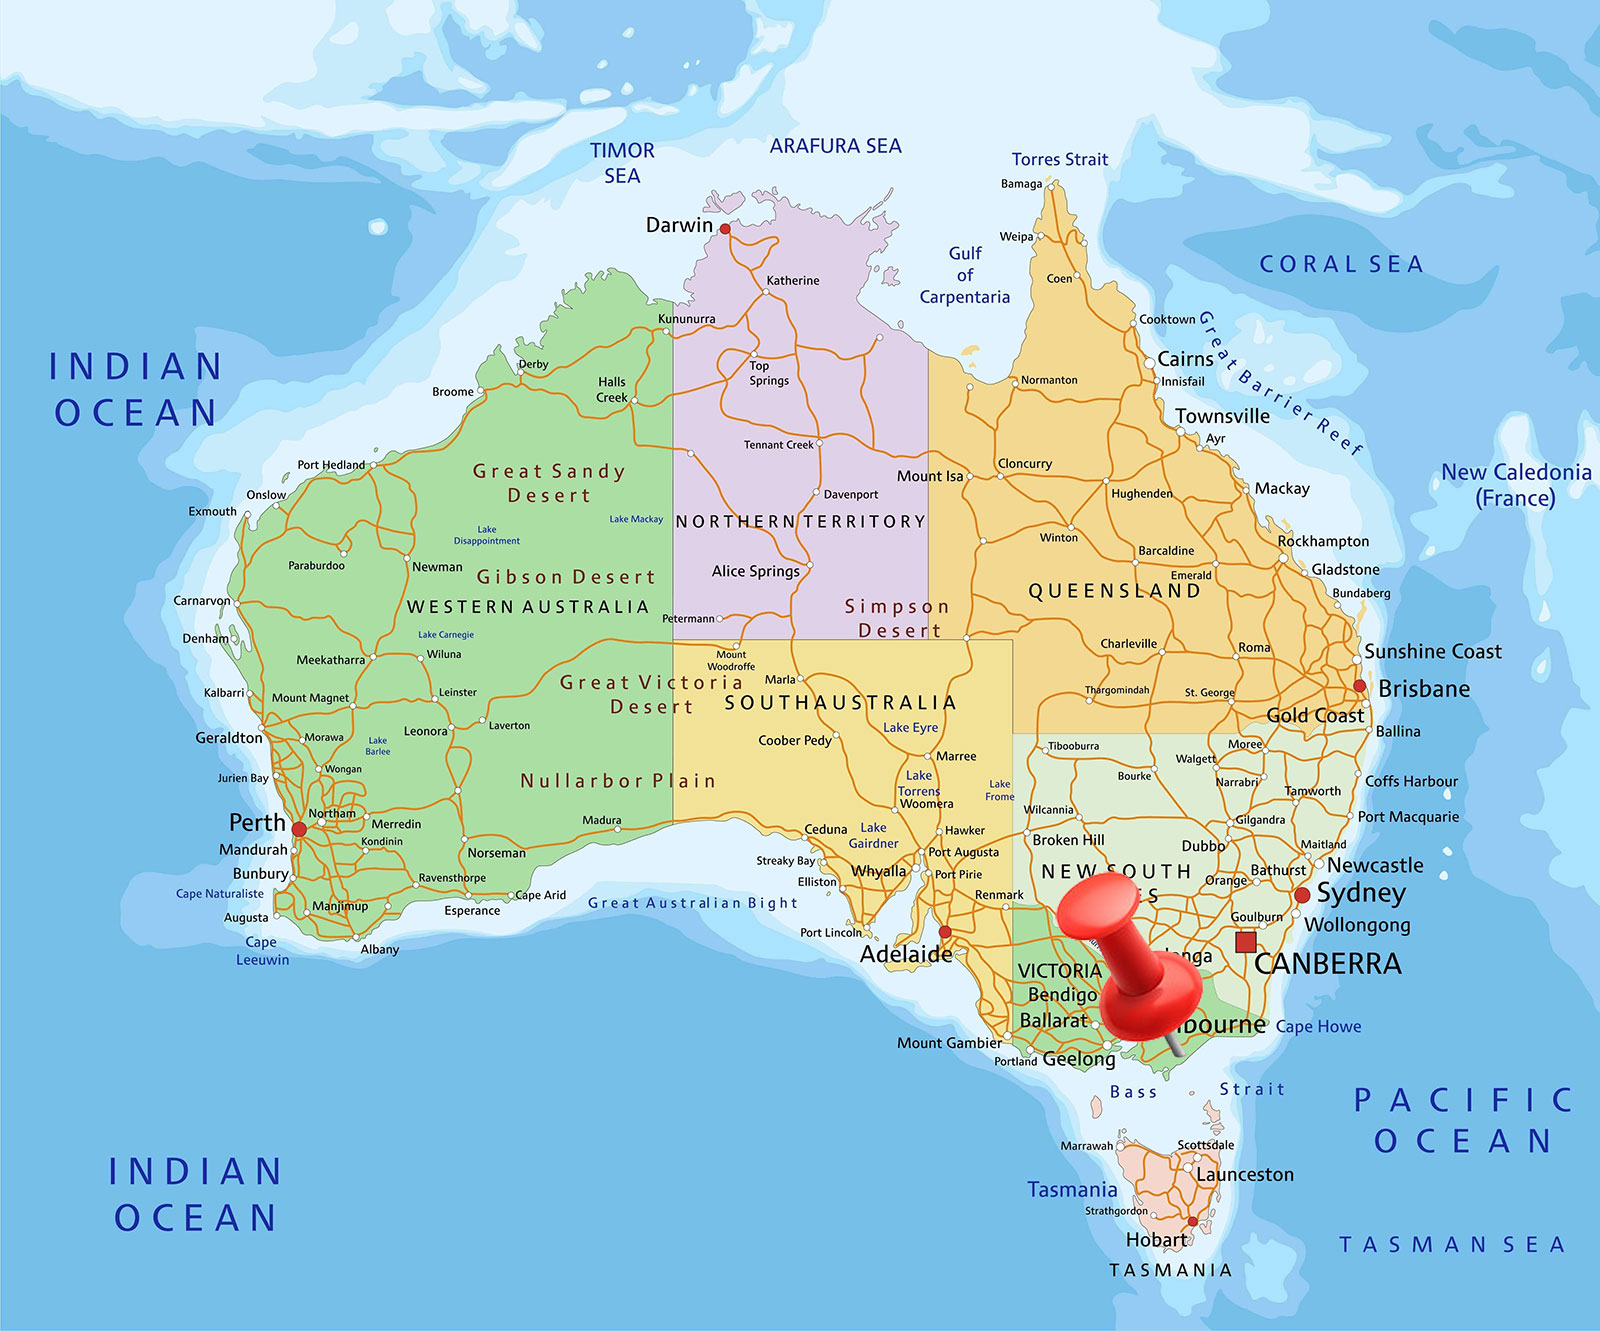 TIMOR
SEA
ARAFURA SEA
Torres Strait
Bamaga
Darwin
Weipa
Gulf
of
Carpentaria
CORAL SEA
Coen
Katherine
Kununurra
Cooktown
Great Barrier Reef
INDIAN
OCEAN
Derby
Top
Springs
Cairns
Innisfail
Broome
Halls
Creek
Normanton
Townsville
Ayr
Tennant Creek
Port Hedland
Great Sandy
Desert
Mount Isa
Cloncurry
New Caledonia
(France)
Onslow
Exmouth
Davenport
Hughenden
Mackay
Lake Mackay
NORTHERN TERRITORY
Lake
Disappointment
Winton
Rockhampton
Paraburdoo
Newman
Gibson Desert
Alice Springs
Barcaldine
Emerald
Gladstone
QUEENSLAND
Bundaberg
Carnarvon
WESTERN AUSTRALIA
Simpson
Desert
Petermann
Denham
Lake Carnegie
Charleville
Roma
Sunshine Coast
Meekatharra
Wiluna
Mount
Woodroffe
Kalbarri
Mount Magnet
Leinster
Great Victoria
Desert
Marla
SOUTH AUSTRALIA
Thargomindah
St. George
Brisbane
Gold Coast
Geraldton
Morawa
Lake
Barlee
Leonora
Laverton
Coober Pedy
Lake Eyre
Ballina
Tibooburra
Moree
Marree
Walgett
Jurien Bay
Wongan
Nullarbor Plain
Lake
Torrens
Woomera
Lake
Frome
Bourke
Narrabri
Coffs Harbour
Tamworth
Wilcannia
Perth
Northam
Merredin
Madura
Ceduna
Lake
Gairdner
Hawker
Broken Hill
Gilgandra
Port Macquarie
Mandurah
Kondinin
Norseman
Streaky Bay
Port Augusta
Dubbo
Maitland
Bunbury
Ravensthorpe
Elliston
Whyalla
Port Pirie
NEW SOUTH
ES
Orange
Bathurst
Newcastle
Cape Naturaliste
Cape Arid
Great Australian Bight
Renmark
Sydney
Augusta
Manjimup
Esperance
Goulburn
Wollongong
Cape
Leeuwin
Albany
Port Lincoln
Adelaide
CANBERRA
VICTORIA
Bendigo
Ballarat
bourne
Cape Howe
Mount Gambier
Portland
Geelong
Bass Strait
PACIFIC
OCEAN
Marrawah
Scottsdale
Launceston
INDIAN
OCEAN
Tasmania
Strathgordon
Hobart
TASMAN SEA
TASMANIA